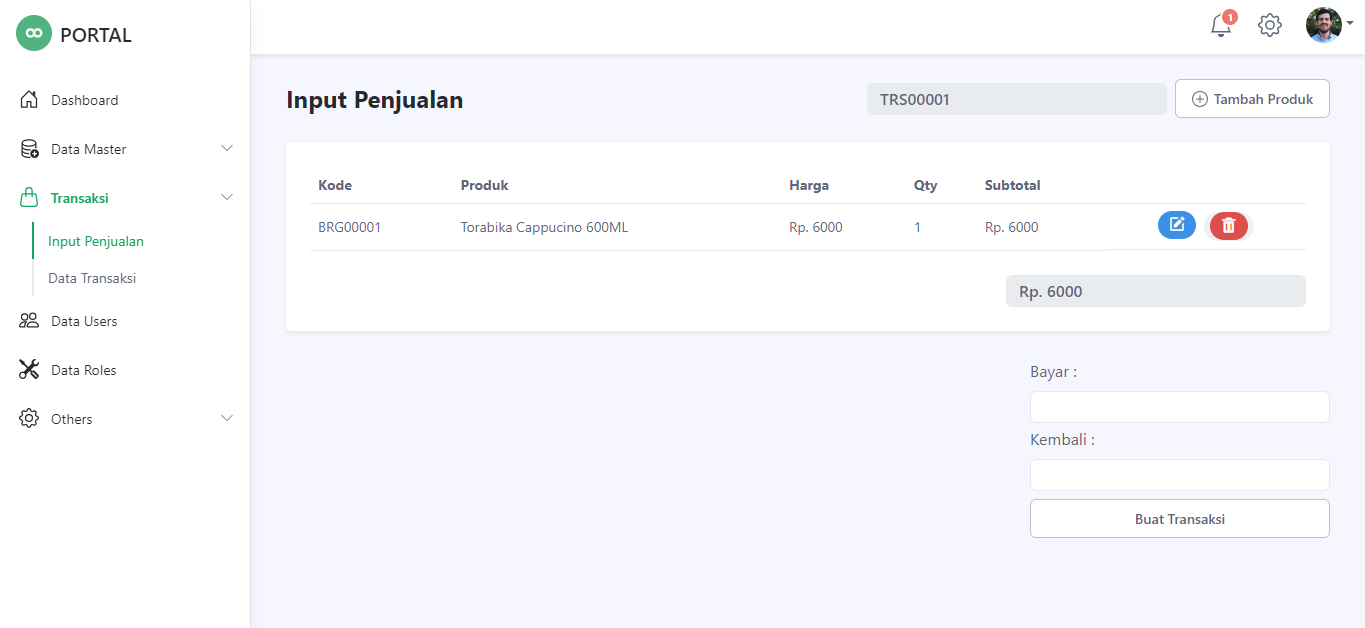 PORTAL
1
Dashboard
Data Master
Transaksi
Input Penjualan
Data Transaksi
Data Users
Data Roles
Others
Input Penjualan
TRS00001
Tambah Produk
Kode Produk Harga Qty Subtotal
BRG00001 Torabika Cappucino 600ML Rp. 6000 1 Rp. 6000
Rp. 6000
Bayar :
Kembali :
Buat Transaksi